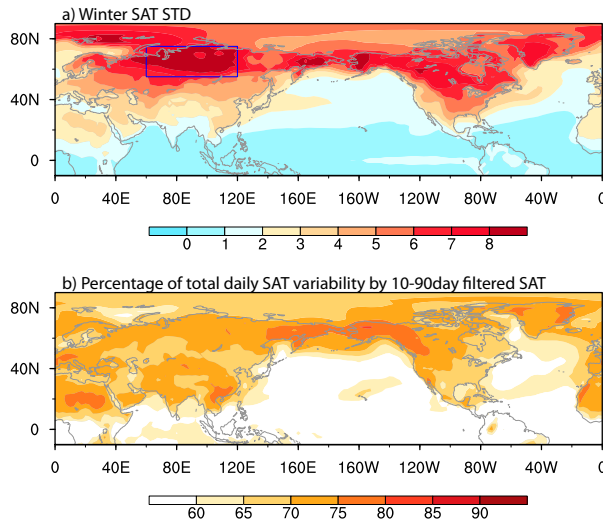 a) Winter SAT STD
80N
40N
0
0 40E 80E 120E 160E 160W 120W 80W 40W 0
0 1 2 3 4 5 6 7 8
b) Percentage of total daily SAT variability by 10-90day filtered SAT
80N
40N
0
0 40E 80E 120E 160E 160W 120W 80W 40W 0
60 65 70 75 80 85 90